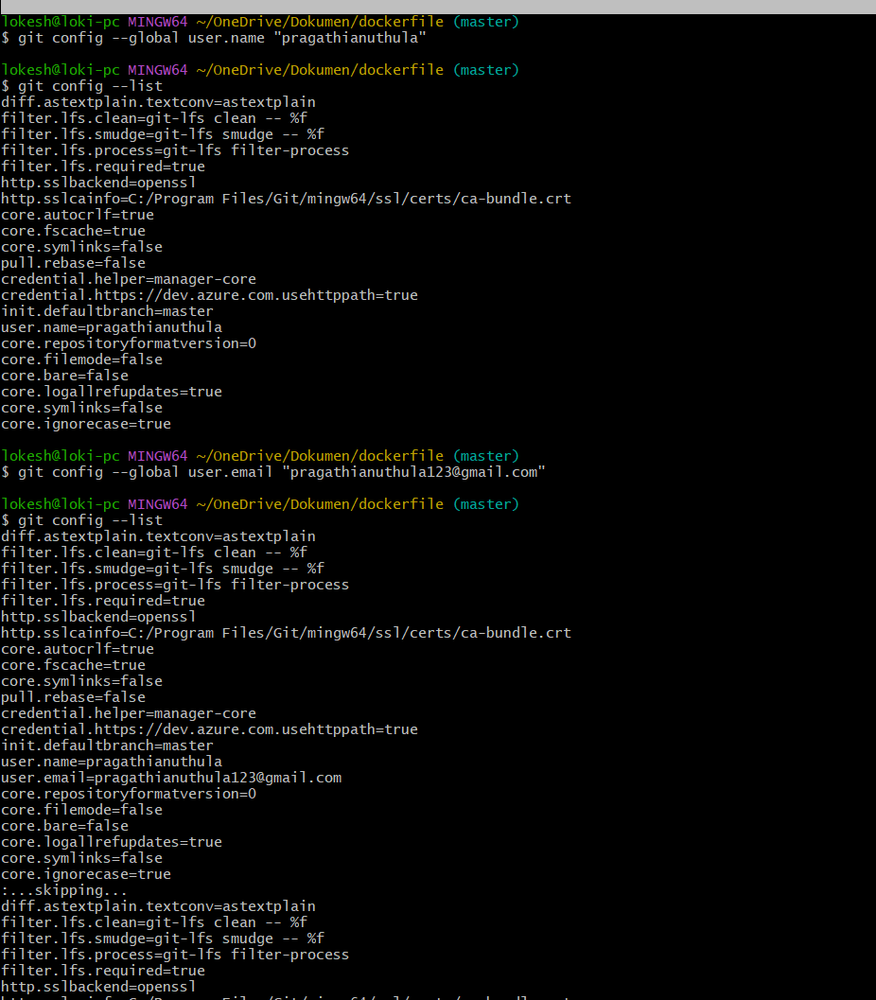 lokesh@loki-pc MINGW64 ~/OneDrive/Dokumen/dockerfile (master)
$ git config --global user.name "pragathianuthula"
lokesh@loki-pc MINGW64 ~/OneDrive/Dokumen/dockerfile (master)
$ git config --list
diff.astextplain.textconv=astextplain
filter.lfs.clean=git-lfs clean -- %f
filter.lfs.smudge=git-lfs smudge -- %f
filter.lfs.process=git-lfs filter-process
filter.lfs.required=true
http.sslbackend=openssl
http.sslcainfo=C:/Program Files/Git/mingw64/ssl/certs/ca-bundle.crt
core.autocrlf=true
core.fscache=true
core.symlinks=false
pull.rebase=false
credential.helper=manager-core
credential.https://dev.azure.com.usehttppath=true
init.defaultbranch=master
user.name=pragathianuthula
core.repositoryformatversion=0
core.filemode=false
core.bare=false
core.logallrefupdates=true
core.symlinks=false
core.ignorecase=true
lokesh@loki-pc MINGW64 ~/OneDrive/Dokumen/dockerfile (master)
$ git config --global user.email "pragathianuthula123@gmail.com"
lokesh@loki-pc MINGW64 ~/OneDrive/Dokumen/dockerfile (master)
$ git config --list
diff.astextplain.textconv=astextplain
filter.lfs.clean=git-lfs clean -- %f
filter.lfs.smudge=git-lfs smudge -- %f
filter.lfs.process=git-lfs filter-process
filter.lfs.required=true
http.sslbackend=openssl
http.sslcainfo=C:/Program Files/Git/mingw64/ssl/certs/ca-bundle.crt
core.autocrlf=true
core.fscache=true
core.symlinks=false
pull.rebase=false
credential.helper=manager-core
credential.https://dev.azure.com.usehttppath=true
init.defaultbranch=master
user.name=pragathianuthula
user.email=pragathianuthula123@gmail.com
core.repositoryformatversion=0
core.filemode=false
core.bare=false
core.logallrefupdates=true
core.symlinks=false
core.ignorecase=true
:...skipping...
diff.astextplain.textconv=astextplain
filter.lfs.clean=git-lfs clean -- %f
filter.lfs.smudge=git-lfs smudge -- %f
filter.lfs.process=git-lfs filter-process
filter.lfs.required=true
http.sslbackend=openssl